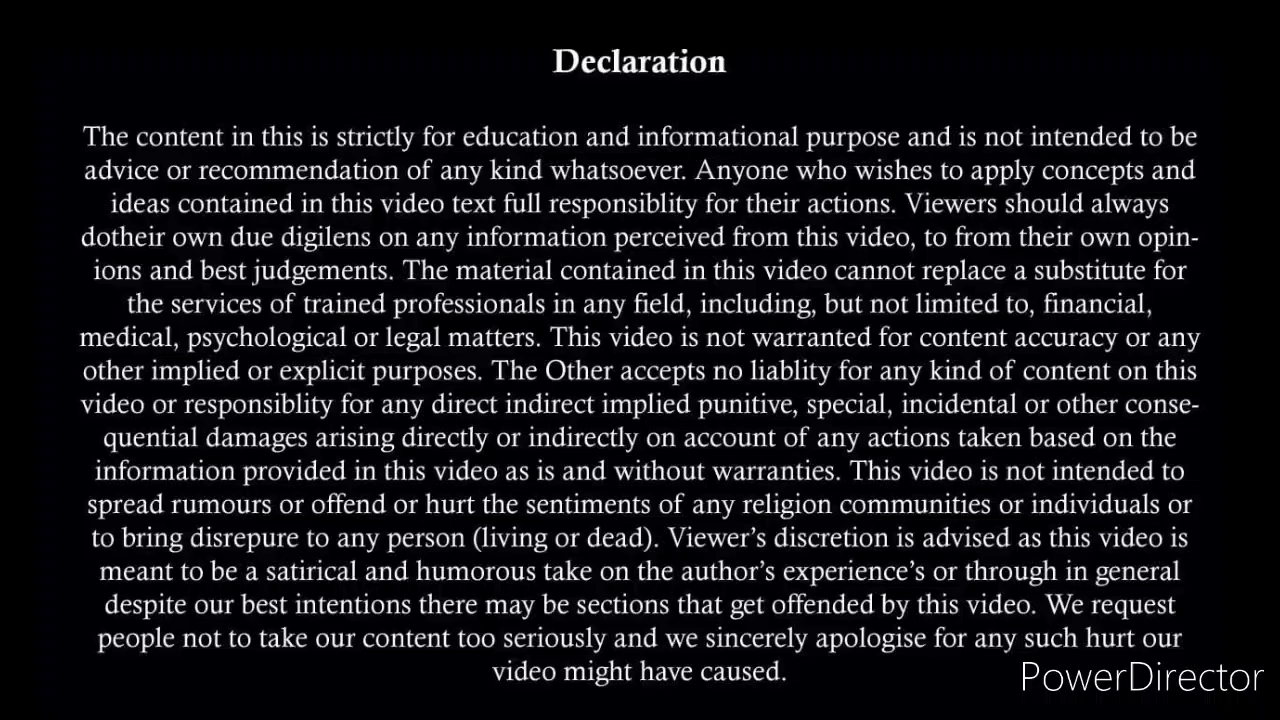 Declaration
The content in this is strictly for education and informational purpose and is not intended to be
advice or recommendation of any kind whatsoever. Anyone who wishes to apply concepts and
ideas contained in this video text full responsiblity for their actions. Viewers should always
dotheir own due digilens on any information perceived from this video, to from their own opin-
ions and best judgements. The material contained in this video cannot replace a substitute for
the services of trained professionals in any field, including, but not limited to, financial,
medical, psychological or legal matters. This video is not warranted for content accuracy or any
other implied or explicit purposes. The Other accepts no liablity for any kind of content on this
video or responsiblity for any direct indirect implied punitive, special, incidental or other conse-
quential damages arising directly or indirectly on account of any actions taken based on the
information provided in this video as is and without warranties. This video is not intended to
spread rumours or offend or hurt the sentiments of any religion communities or individuals or
to bring disrepure to any person (living or dead). Viewer’s discretion is advised as this video is
meant to be a satirical and humorous take on the author’s experience’s or through in general
despite our best intentions there may be sections that get offended by this video. We request
people not to take our content too seriously and we sincerely apologise for any such hurt our
video might have caused.
PowerDirector